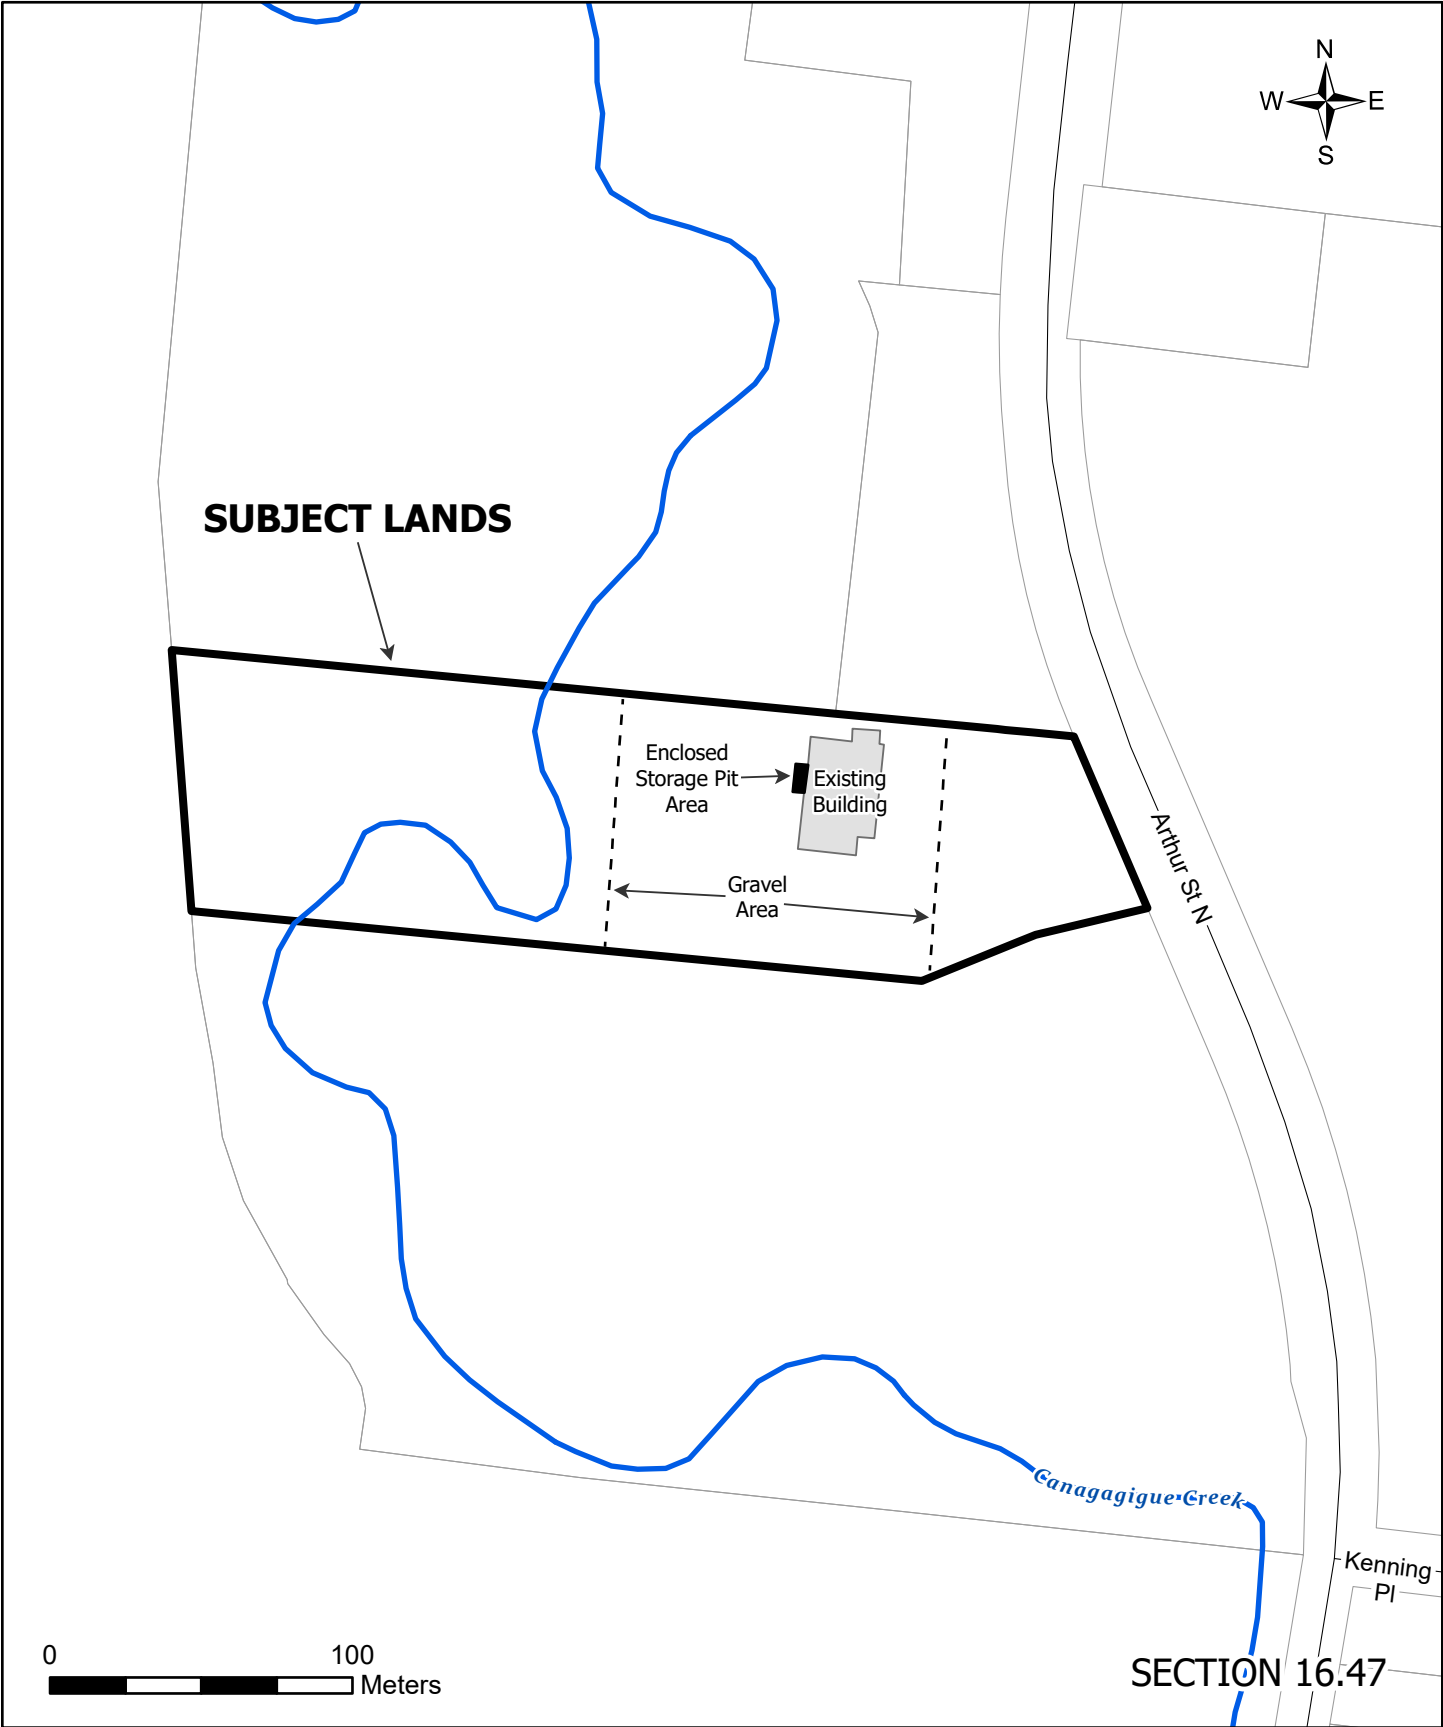 N
W E
S
SUBJECT LANDS
Enclosed
Storage Pit
Area
Existing
Building
Gravel
Area
Arthur St N
Canagagigue Creek
Kenning
Pl
0 100
Meters
SECTION 16.47